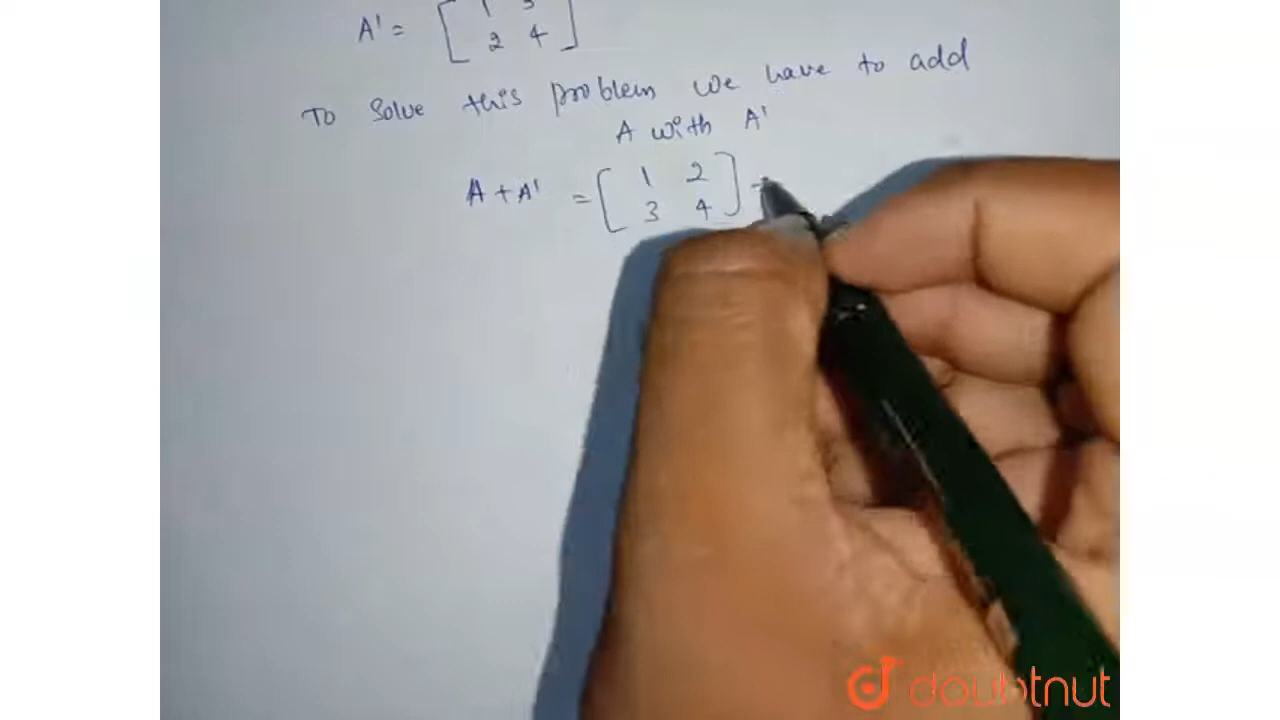 A' = [ 1 3
2 4 ]
To solve this problem we have to add
A with A'
A + A' = [ 1 2
3 4 ] +
doubtnut